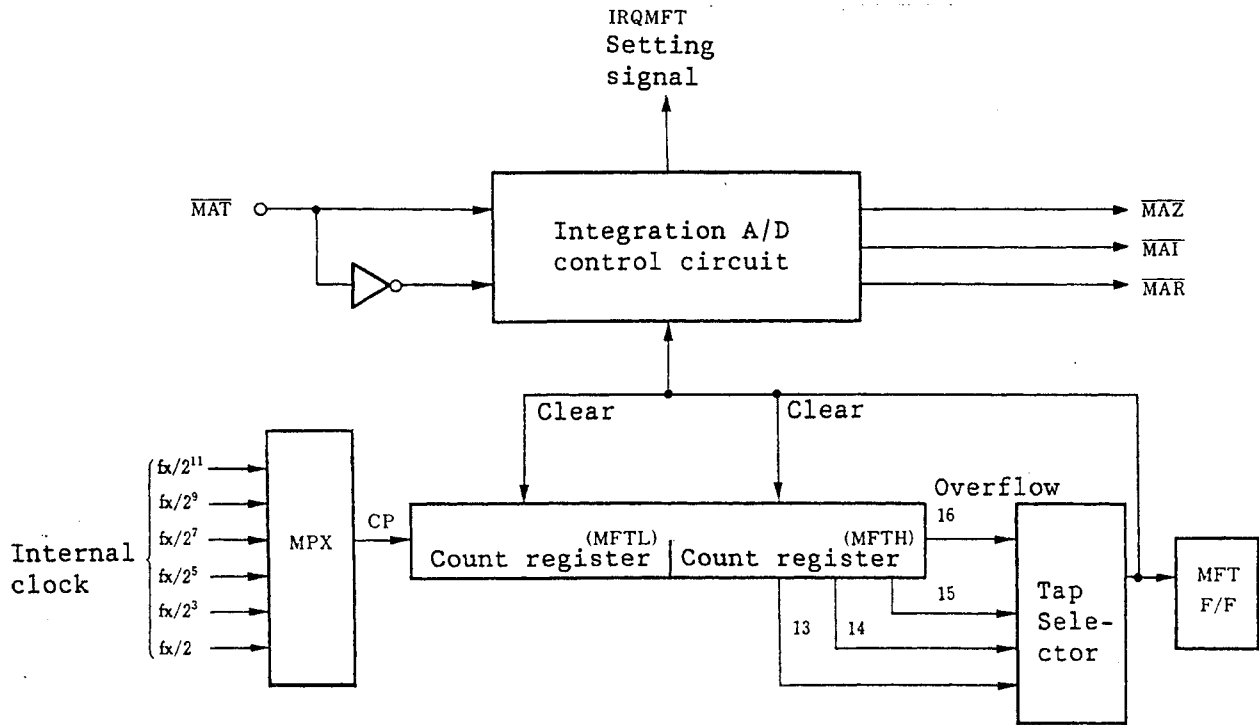 IRQMFT
Setting
signal
MAT
Integration A/D
control circuit
MAZ
MAI
MAR
Clear
Clear
Internal
clock
fx/2¹¹
fx/2⁹
fx/2⁷
fx/2⁵
fx/2³
fx/2
MPX
CP
(MFTL)
Count register
(MFTH)
Count register
Overflow
16
15
14
13
Tap
Sele-
ctor
MFT
F/F